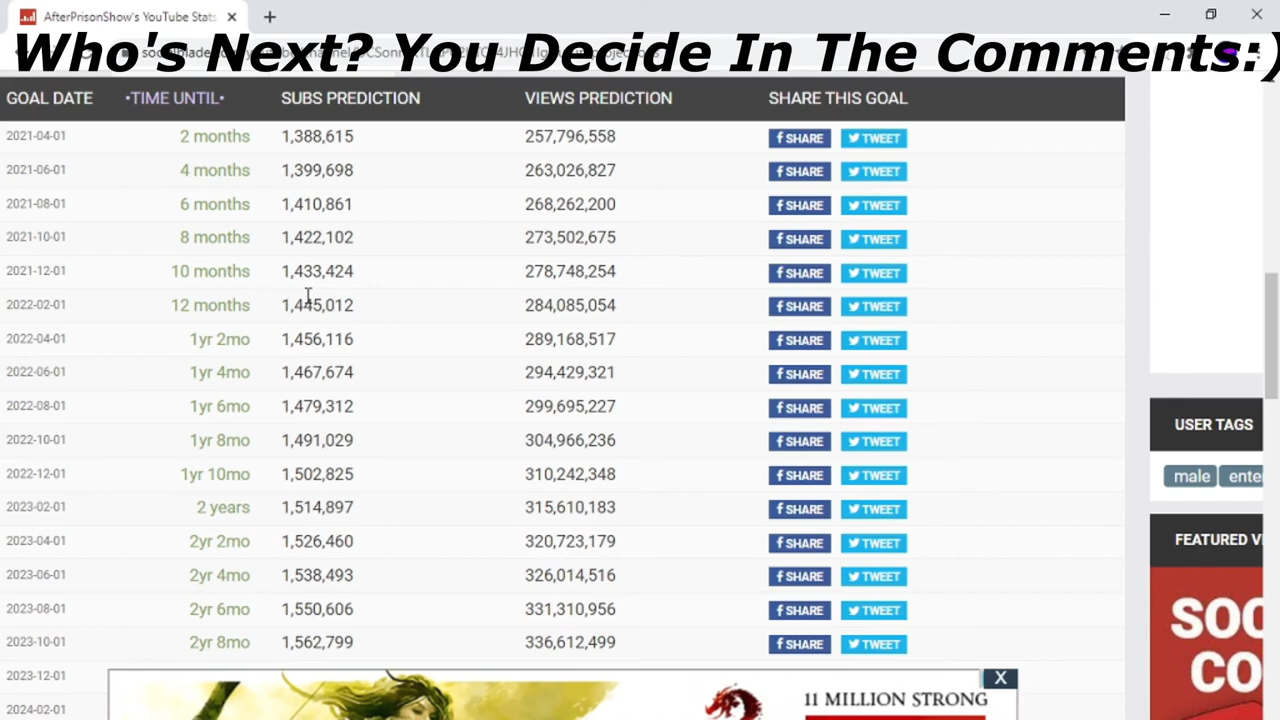 AfterPrisonShow's YouTube Stats
Who's Next? You Decide In The Comments:)
GOAL DATE •TIME UNTIL• SUBS PREDICTION VIEWS PREDICTION SHARE THIS GOAL
2021-04-01 2 months 1,388,615 257,796,558 SHARE TWEET
2021-06-01 4 months 1,399,698 263,026,827 SHARE TWEET
2021-08-01 6 months 1,410,861 268,262,200 SHARE TWEET
2021-10-01 8 months 1,422,102 273,502,675 SHARE TWEET
2021-12-01 10 months 1,433,424 278,748,254 SHARE TWEET
2022-02-01 12 months 1,445,012 284,085,054 SHARE TWEET
2022-04-01 1yr 2mo 1,456,116 289,168,517 SHARE TWEET
2022-06-01 1yr 4mo 1,467,674 294,429,321 SHARE TWEET
2022-08-01 1yr 6mo 1,479,312 299,695,227 SHARE TWEET
2022-10-01 1yr 8mo 1,491,029 304,966,236 SHARE TWEET
2022-12-01 1yr 10mo 1,502,825 310,242,348 SHARE TWEET
2023-02-01 2 years 1,514,897 315,610,183 SHARE TWEET
2023-04-01 2yr 2mo 1,526,460 320,723,179 SHARE TWEET
2023-06-01 2yr 4mo 1,538,493 326,014,516 SHARE TWEET
2023-08-01 2yr 6mo 1,550,606 331,310,956 SHARE TWEET
2023-10-01 2yr 8mo 1,562,799 336,612,499 SHARE TWEET
2023-12-01
2024-02-01
USER TAGS
male enter
FEATURED VI
SOC
CO
X
11 MILLION STRONG